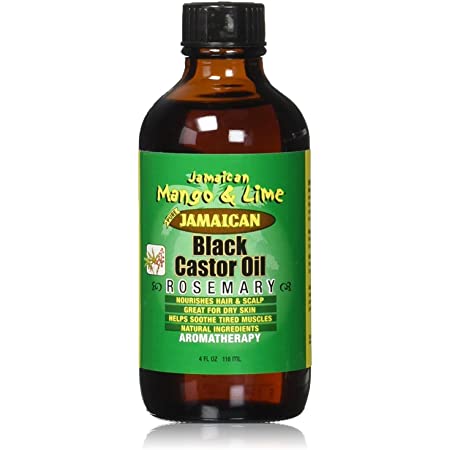 Jamaican
Mango & Lime
JAMAICAN
Black
Castor Oil
ROSEMARY
NOURISHES HAIR & SCALP
GREAT FOR DRY SKIN
HELPS SOOTHE TIRED MUSCLES
NATURAL INGREDIENTS
AROMATHERAPY
4 FL OZ 118 mL